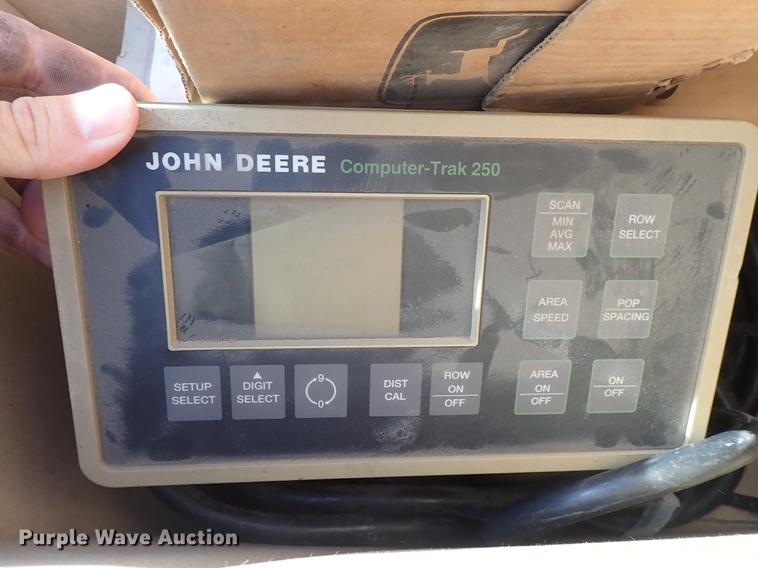 JOHN DEERE Computer-Trak 250
SCAN
MIN
AVG
MAX
ROW
SELECT
AREA
SPEED
POP
SPACING
SETUP
SELECT
DIGIT
SELECT
9
0
DIST
CAL
ROW
ON
OFF
AREA
ON
OFF
ON
OFF
Purple Wave Auction